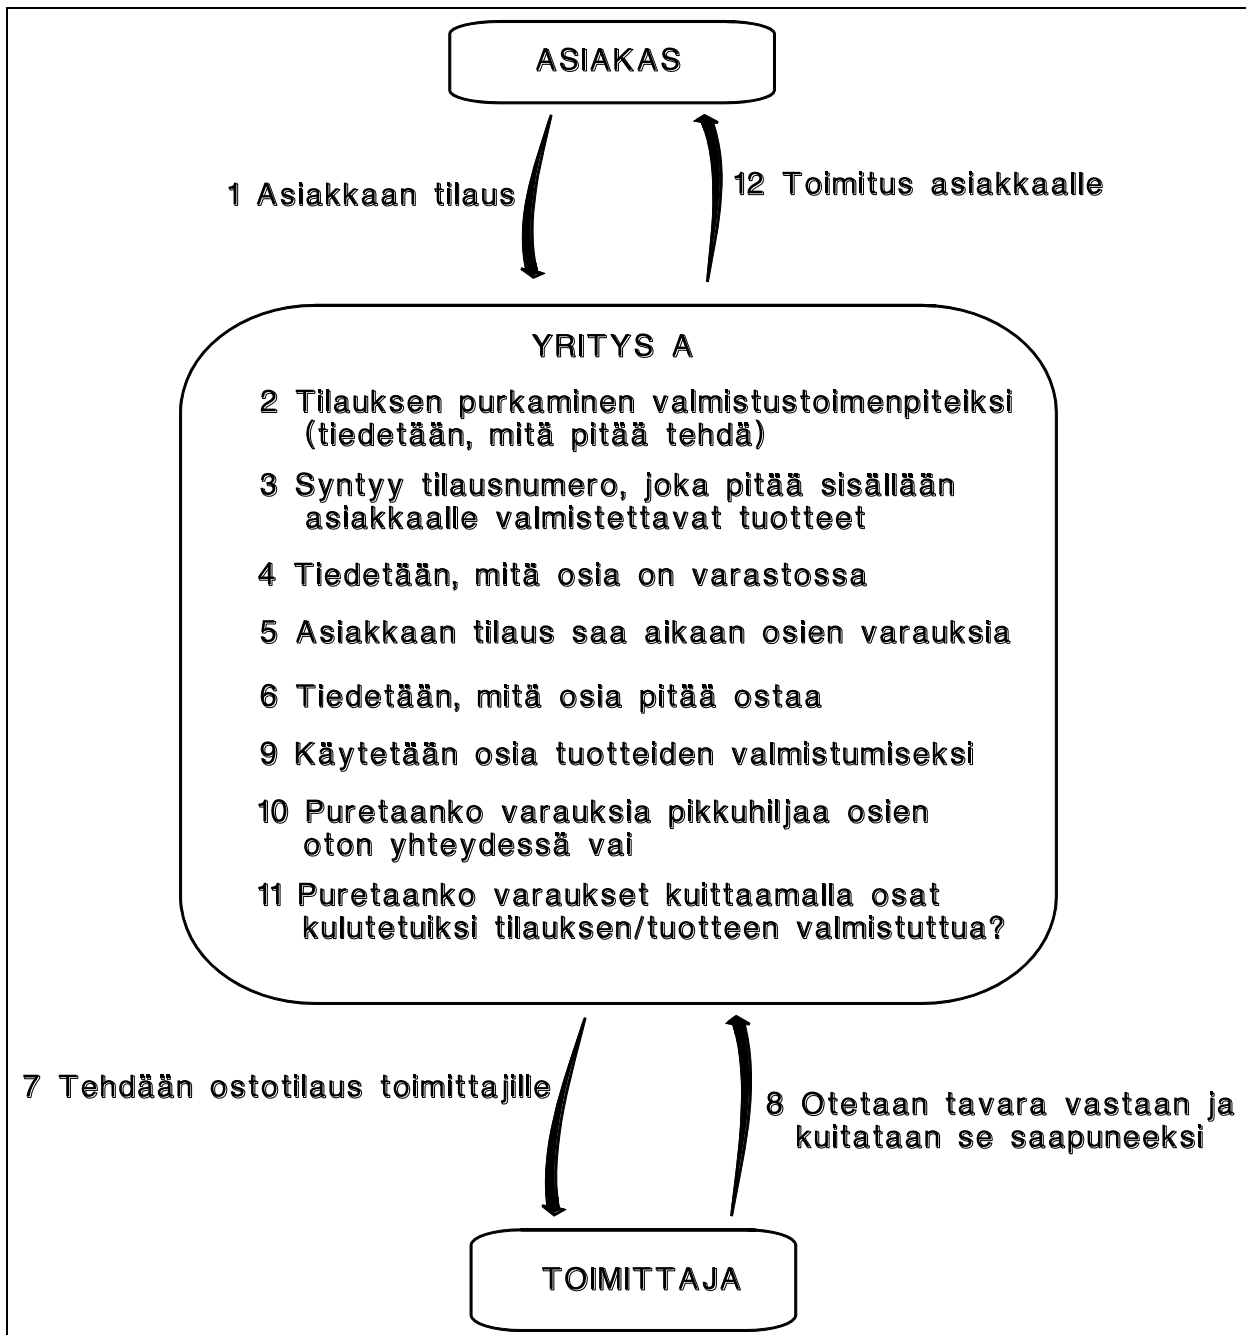 ASIAKAS
1 Asiakkaan tilaus
12 Toimitus asiakkaalle
YRITYS A
2 Tilauksen purkaminen valmistustoimenpiteiksi
(tiedetään, mitä pitää tehdä)
3 Syntyy tilausnumero, joka pitää sisällään
asiakkaalle valmistettavat tuotteet
4 Tiedetään, mitä osia on varastossa
5 Asiakkaan tilaus saa aikaan osien varauksia
6 Tiedetään, mitä osia pitää ostaa
9 Käytetään osia tuotteiden valmistumiseksi
10 Puretaanko varauksia pikkuhiljaa osien
oton yhteydessä vai
11 Puretaanko varaukset kuittaamalla osat
kulutetuiksi tilauksen/tuotteen valmistuttua?
7 Tehdään ostotilaus toimittajille
8 Otetaan tavara vastaan ja
kuitataan se saapuneeksi
TOIMITTAJA